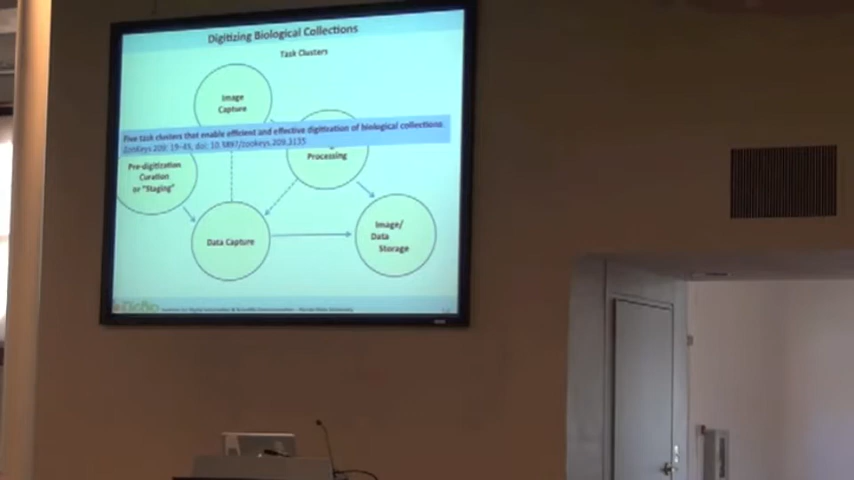 Digitizing Biological Collections
Task Clusters
Image
Capture
Five task clusters that enable efficient and effective digitization of biological collections.
ZooKeys 209: 19-45, doi: 10.3897/zookeys.209.3135
Processing
Pre-digitization
Curation
or "Staging"
Data Capture
Image/
Data
Storage